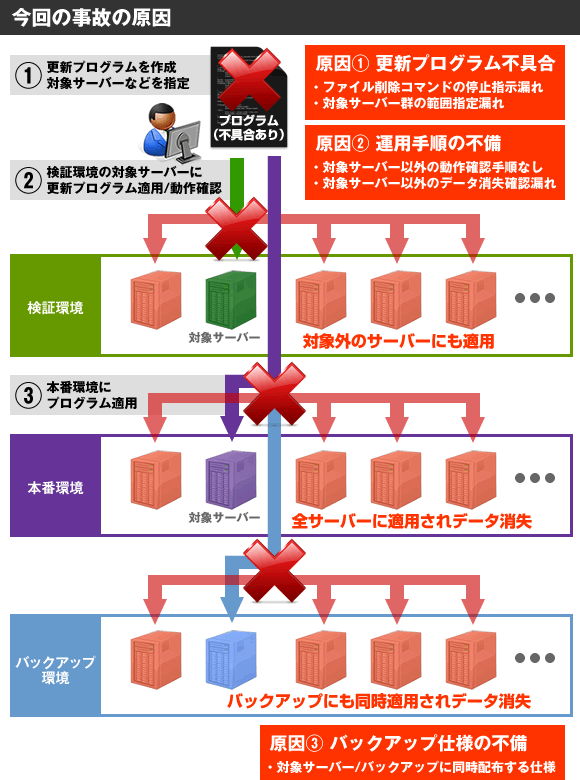 今回の事故の原因
① 更新プログラムを作成
対象サーバーなどを指定
プログラム
(不具合あり)
原因① 更新プログラム不具合
・ファイル削除コマンドの停止指示漏れ
・対象サーバー群の範囲指定漏れ
原因② 運用手順の不備
・対象サーバー以外の動作確認手順なし
・対象サーバー以外のデータ消失確認漏れ
② 検証環境の対象サーバーに
更新プログラム適用/動作確認
検証環境
対象サーバー
対象外のサーバーにも適用
③ 本番環境に
プログラム適用
本番環境
対象サーバー
全サーバーに適用されデータ消失
バックアップ
環境
バックアップにも同時適用されデータ消失
原因③ バックアップ仕様の不備
・対象サーバー/バックアップに同時配布する仕様